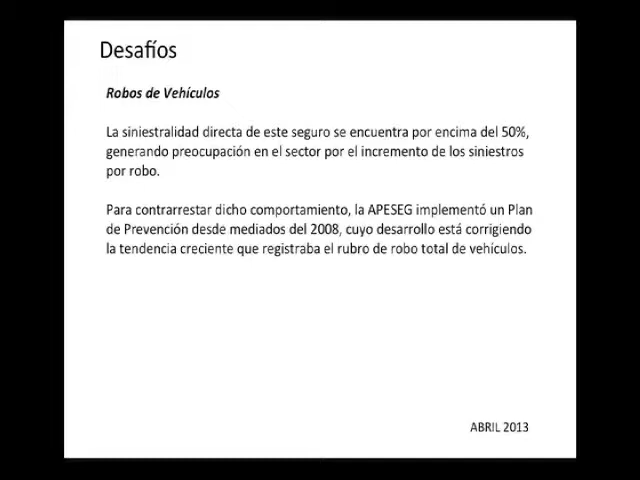 Desafíos
Robos de Vehículos
La siniestralidad directa de este seguro se encuentra por encima del 50%,
generando preocupación en el sector por el incremento de los siniestros
por robo.
Para contrarrestar dicho comportamiento, la APESEG implementó un Plan
de Prevención desde mediados del 2008, cuyo desarrollo está corrigiendo
la tendencia creciente que registraba el rubro de robo total de vehículos.
ABRIL 2013